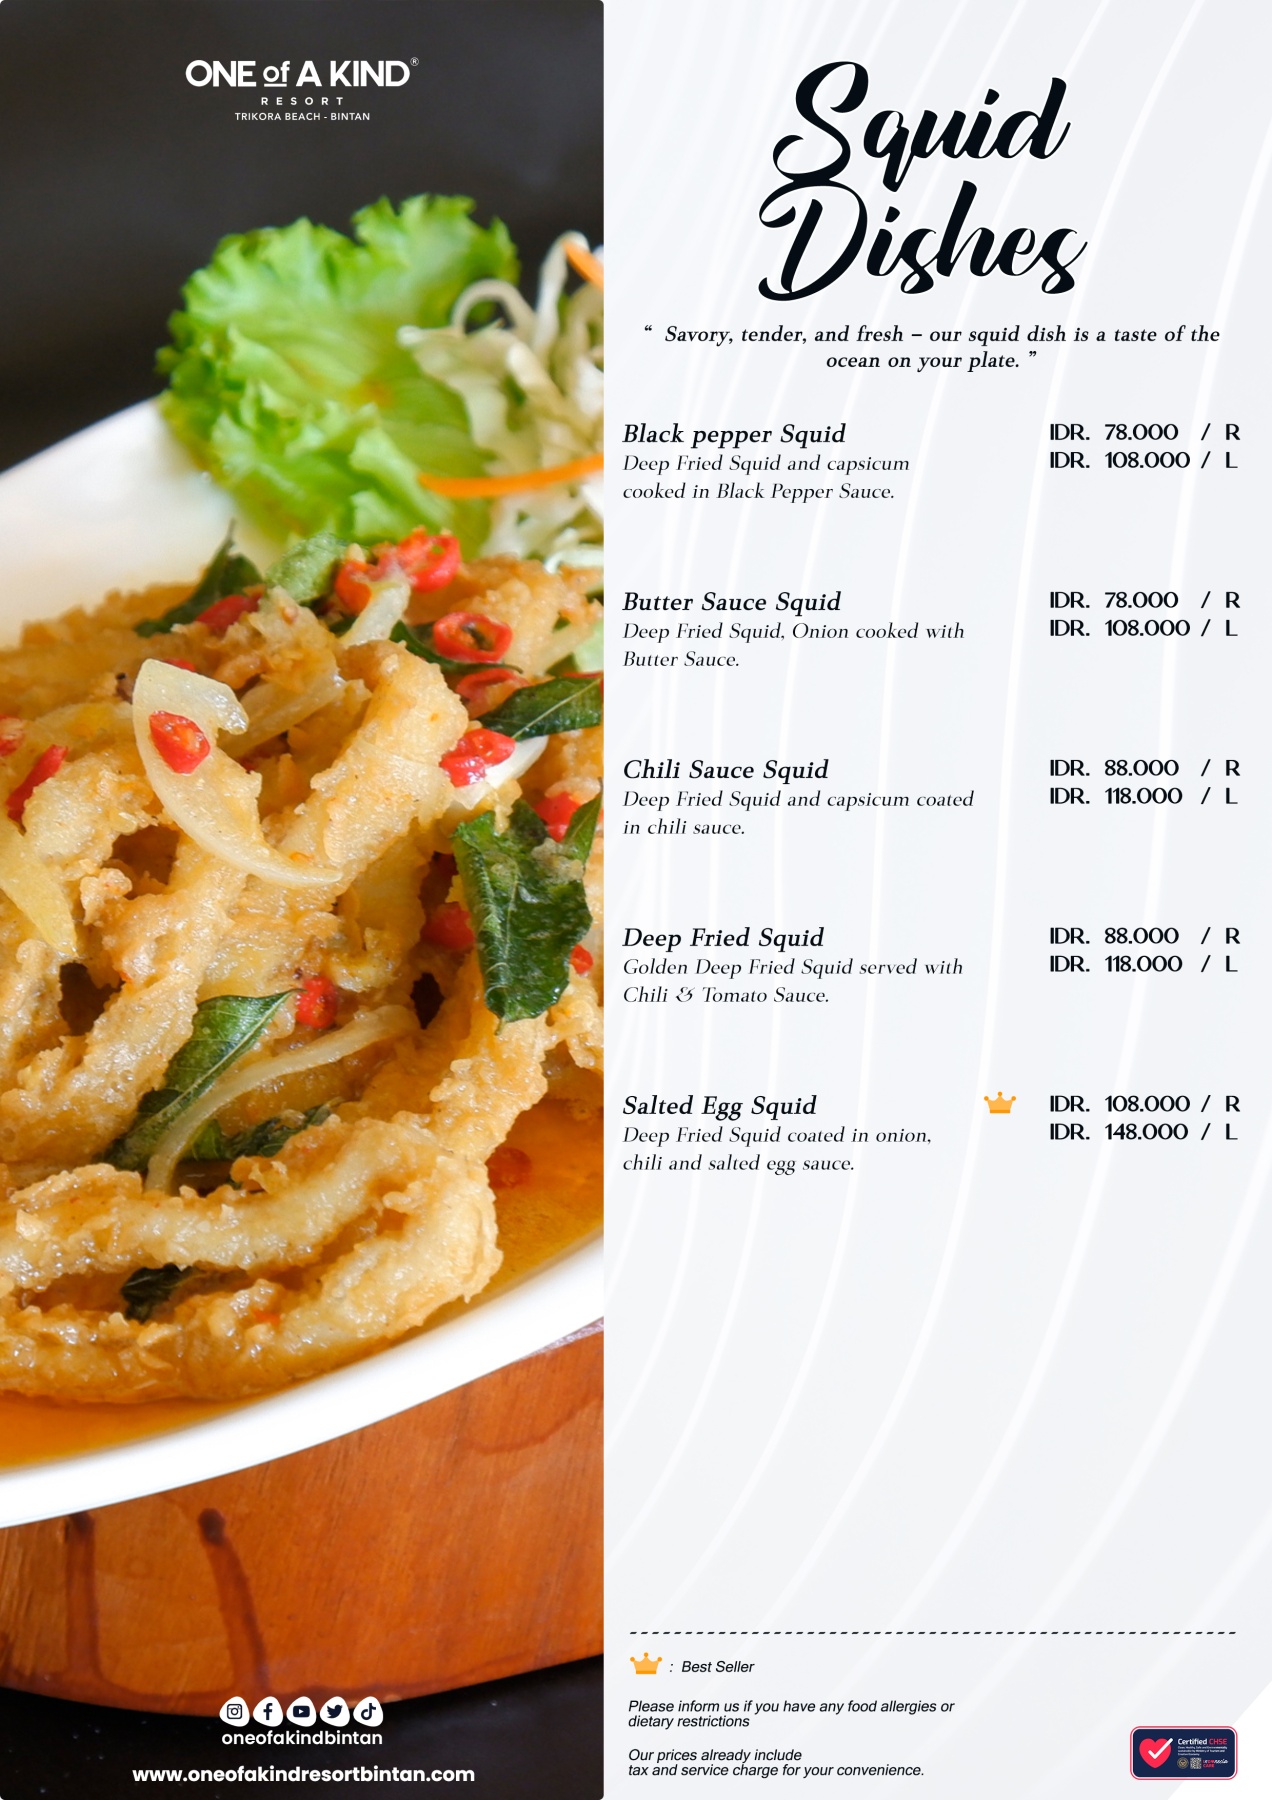 ONE of A KIND®
RESORT
TRIKORA BEACH - BINTAN
Squid
Dishes
“ Savory, tender, and fresh – our squid dish is a taste of the
ocean on your plate. ”
Black pepper Squid IDR. 78.000 / R
Deep Fried Squid and capsicum IDR. 108.000 / L
cooked in Black Pepper Sauce.
Butter Sauce Squid IDR. 78.000 / R
Deep Fried Squid, Onion cooked with IDR. 108.000 / L
Butter Sauce.
Chili Sauce Squid IDR. 88.000 / R
Deep Fried Squid and capsicum coated IDR. 118.000 / L
in chili sauce.
Deep Fried Squid IDR. 88.000 / R
Golden Deep Fried Squid served with IDR. 118.000 / L
Chili & Tomato Sauce.
Salted Egg Squid IDR. 108.000 / R
Deep Fried Squid coated in onion, IDR. 148.000 / L
chili and salted egg sauce.
: Best Seller
Please inform us if you have any food allergies or
dietary restrictions
Our prices already include
tax and service charge for your convenience.
oneofakindbintan
www.oneofakindresortbintan.com
Certified CHSE